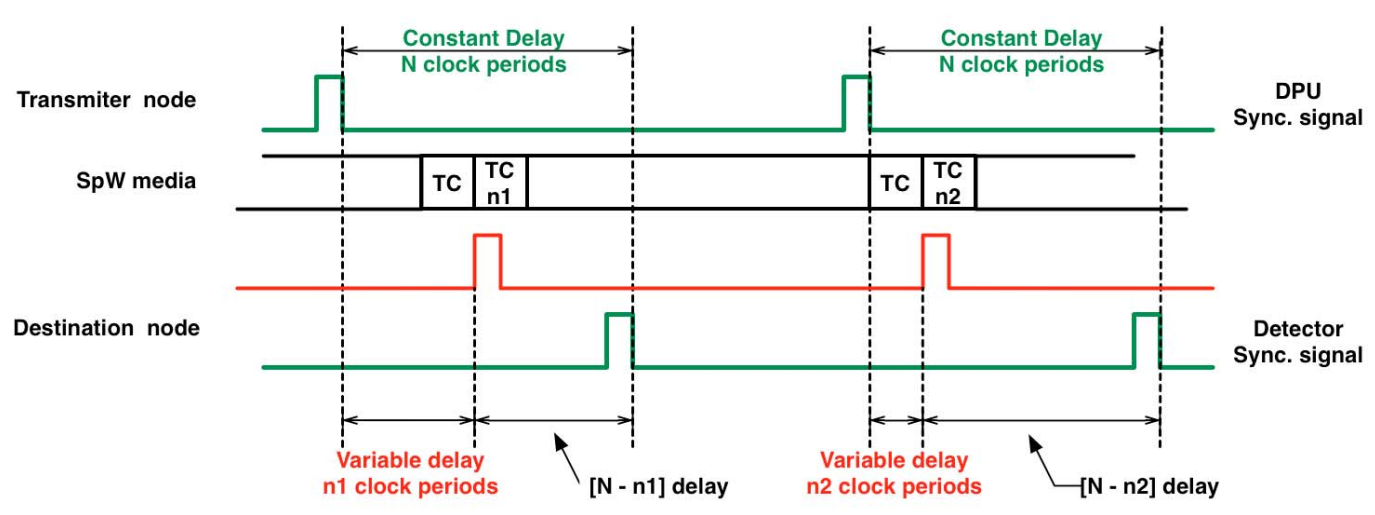 Constant Delay
N clock periods
Constant Delay
N clock periods
Transmiter node
DPU
Sync. signal
SpW media
TC
TC
n1
TC
TC
n2
Destination node
Detector
Sync. signal
Variable delay
n1 clock periods
[N - n1] delay
Variable delay
n2 clock periods
[N - n2] delay